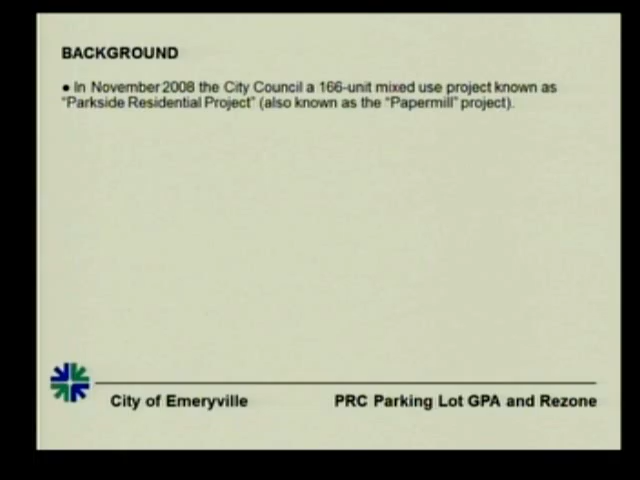 BACKGROUND
● In November 2008 the City Council a 166-unit mixed use project known as
“Parkside Residential Project” (also known as the “Papermill” project).
City of Emeryville
PRC Parking Lot GPA and Rezone